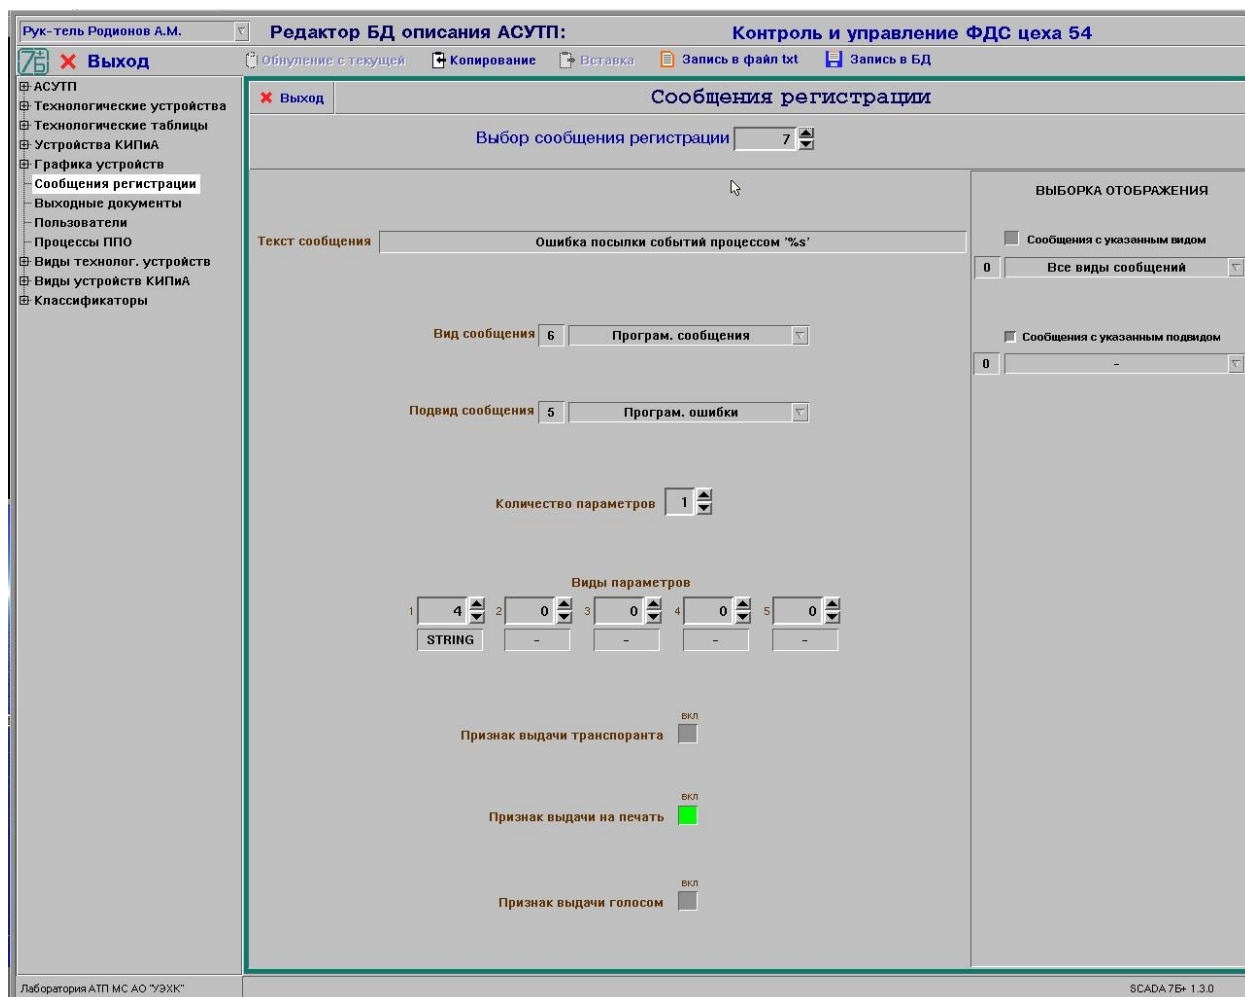 Рук-тель Родионов А.М.
Редактор БД описания АСУТП:
Контроль и управление ФДС цеха 54
7Б+ Выход
Обнуление с текущей
Копирование
Вставка
Запись в файл txt
Запись в БД
АСУТП
Технологические устройства
Технологические таблицы
Устройства КИПиА
Графика устройств
Сообщения регистрации
Выходные документы
Пользователи
Процессы ППО
Виды технолог. устройств
Виды устройств КИПиА
Классификаторы
Выход
Сообщения регистрации
Выбор сообщения регистрации 7
Текст сообщения Ошибка посылки событий процессом '%s'
Вид сообщения 6 Програм. сообщения
Подвид сообщения 5 Програм. ошибки
Количество параметров 1
Виды параметров
1 4 2 0 3 0 4 0 5 0
STRING - - - -
вкл
Признак выдачи транспоранта
вкл
Признак выдачи на печать
вкл
Признак выдачи голосом
ВЫБОРКА ОТОБРАЖЕНИЯ
Сообщения с указанным видом
0 Все виды сообщений
Сообщения с указанным подвидом
0 -
Лаборатория АТП МС АО "УЭХК"
SCADA 7Б+ 1.3.0